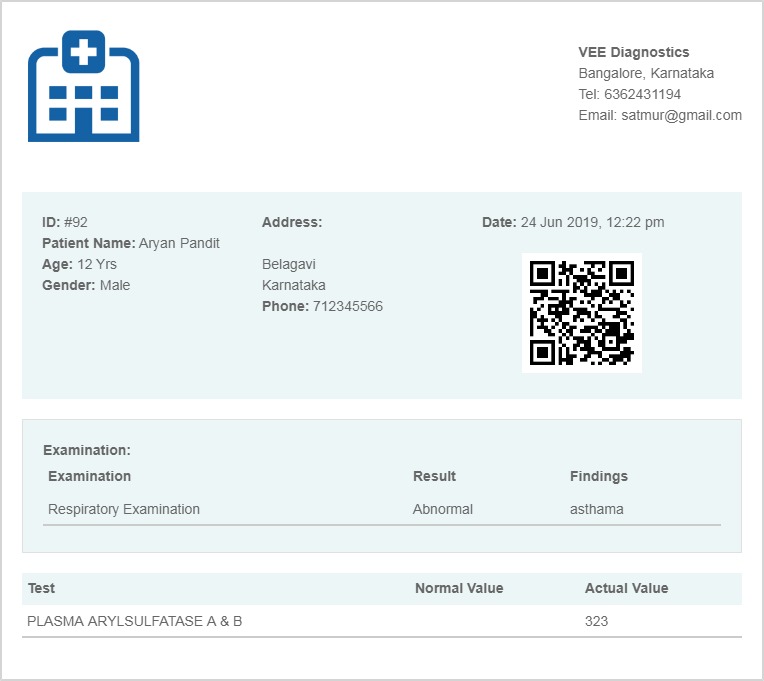 VEE Diagnostics
Bangalore, Karnataka
Tel: 6362431194
Email: satmur@gmail.com
ID: #92
Patient Name: Aryan Pandit
Age: 12 Yrs
Gender: Male
Address:
Belagavi
Karnataka
Phone: 712345566
Date: 24 Jun 2019, 12:22 pm
Examination:
Examination Result Findings
Respiratory Examination Abnormal asthama
Test Normal Value Actual Value
PLASMA ARYLSULFATASE A & B 323